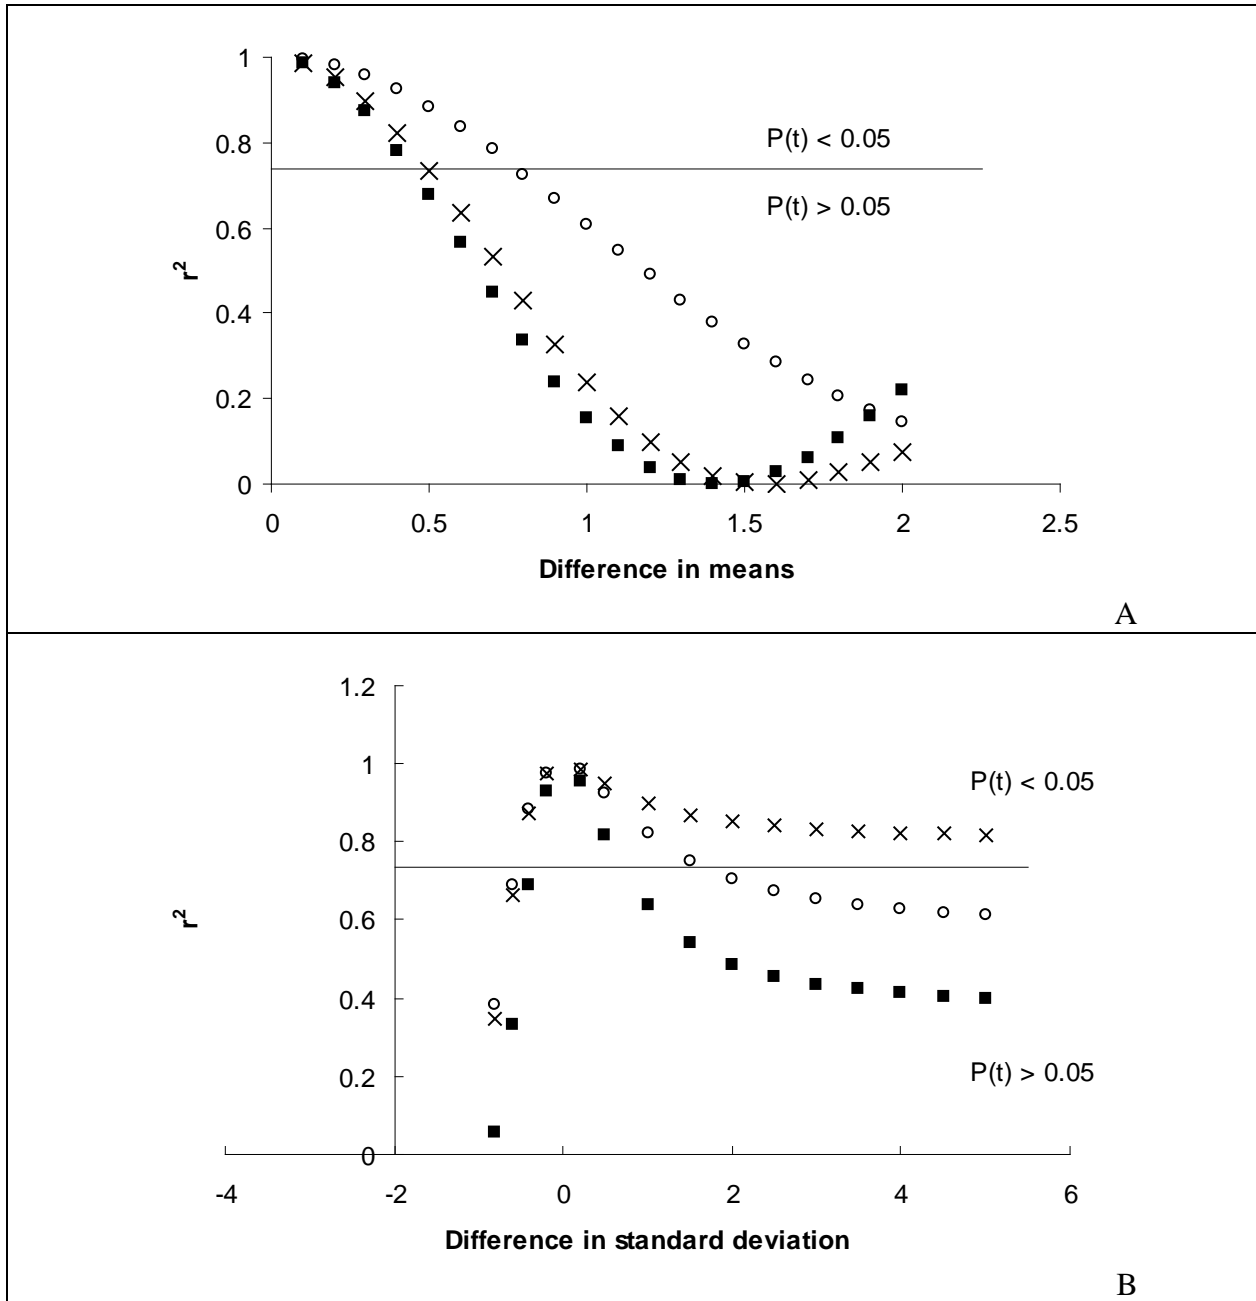 1
0.8
0.6
0.4
0.2
0
r²
P(t) < 0.05
P(t) > 0.05
0 0.5 1 1.5 2 2.5
Difference in means
A
1.2
1
0.8
0.6
0.4
0.2
0
r²
P(t) < 0.05
P(t) > 0.05
-4 -2 0 2 4 6
Difference in standard deviation
B